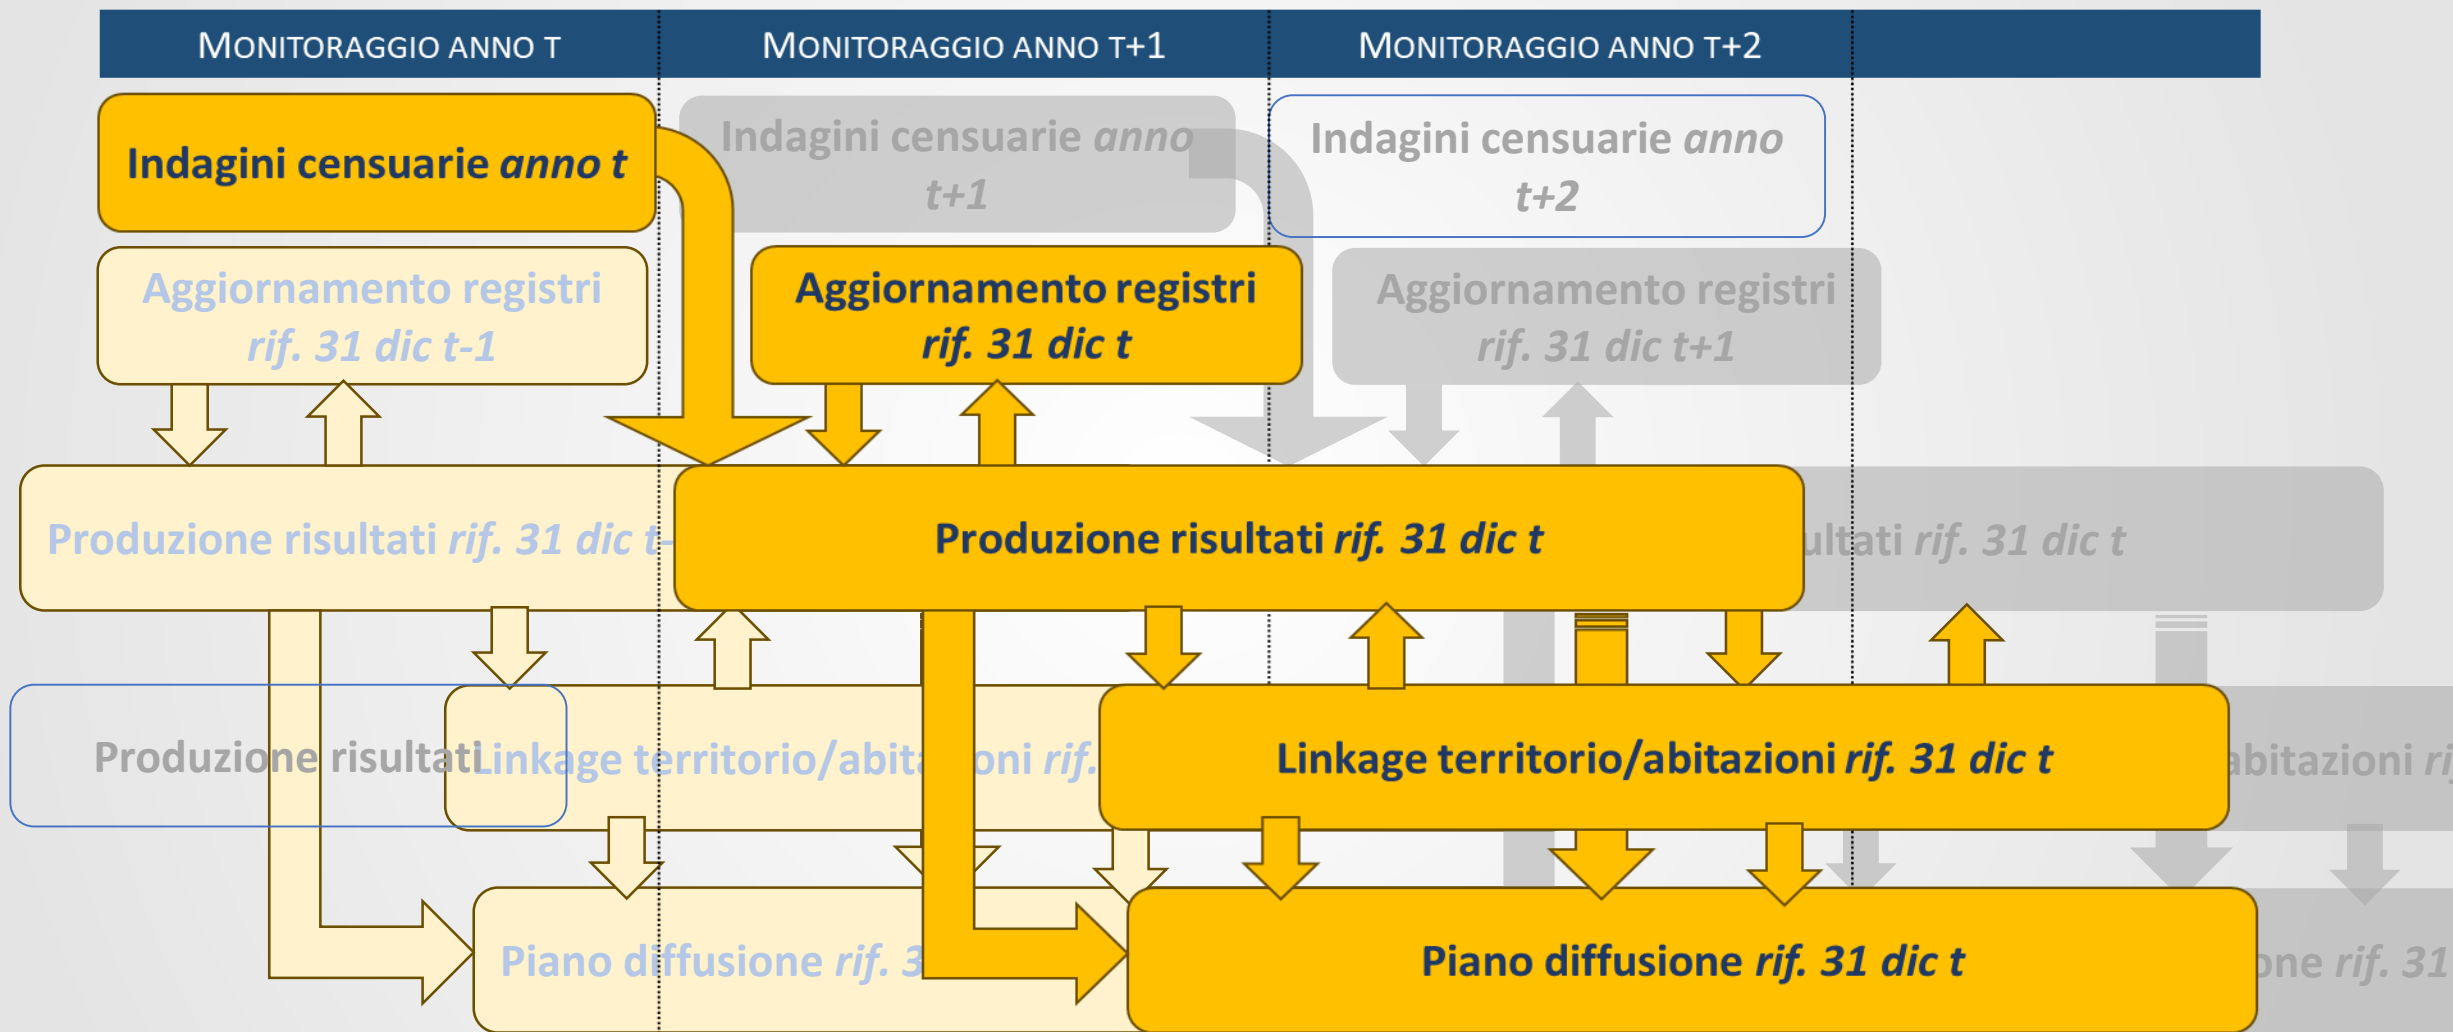 MONITORAGGIO ANNO T
MONITORAGGIO ANNO T+1
MONITORAGGIO ANNO T+2
Indagini censuarie anno t
Indagini censuarie anno
t+1
Indagini censuarie anno
t+2
Aggiornamento registri
rif. 31 dic t-1
Aggiornamento registri
rif. 31 dic t
Aggiornamento registri
rif. 31 dic t+1
Produzione risultati rif. 31 dic t-
Produzione risultati rif. 31 dic t
ultati rif. 31 dic t
Produzione risultati
Linkage territorio/abita oni rif.
Linkage territorio/abitazioni rif. 31 dic t
abitazioni ri
Piano diffusione rif. 3
Piano diffusione rif. 31 dic t
one rif. 31